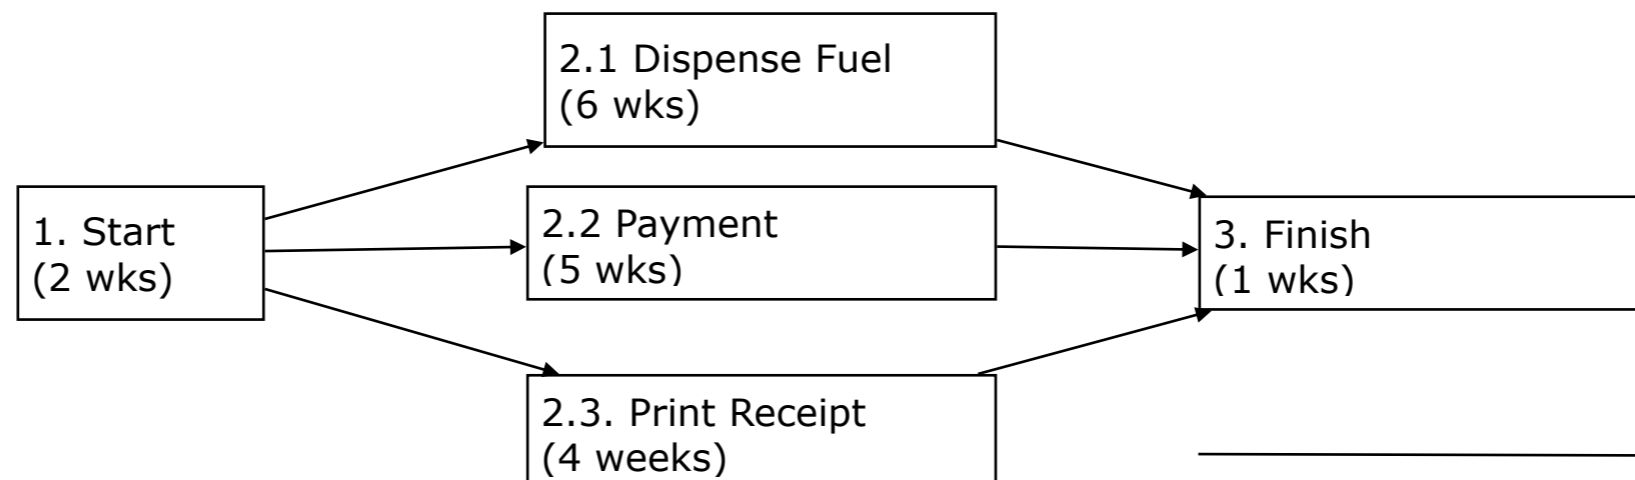 2.1 Dispense Fuel
(6 wks)
1. Start
(2 wks)
2.2 Payment
(5 wks)
3. Finish
(1 wks)
2.3. Print Receipt
(4 weeks)